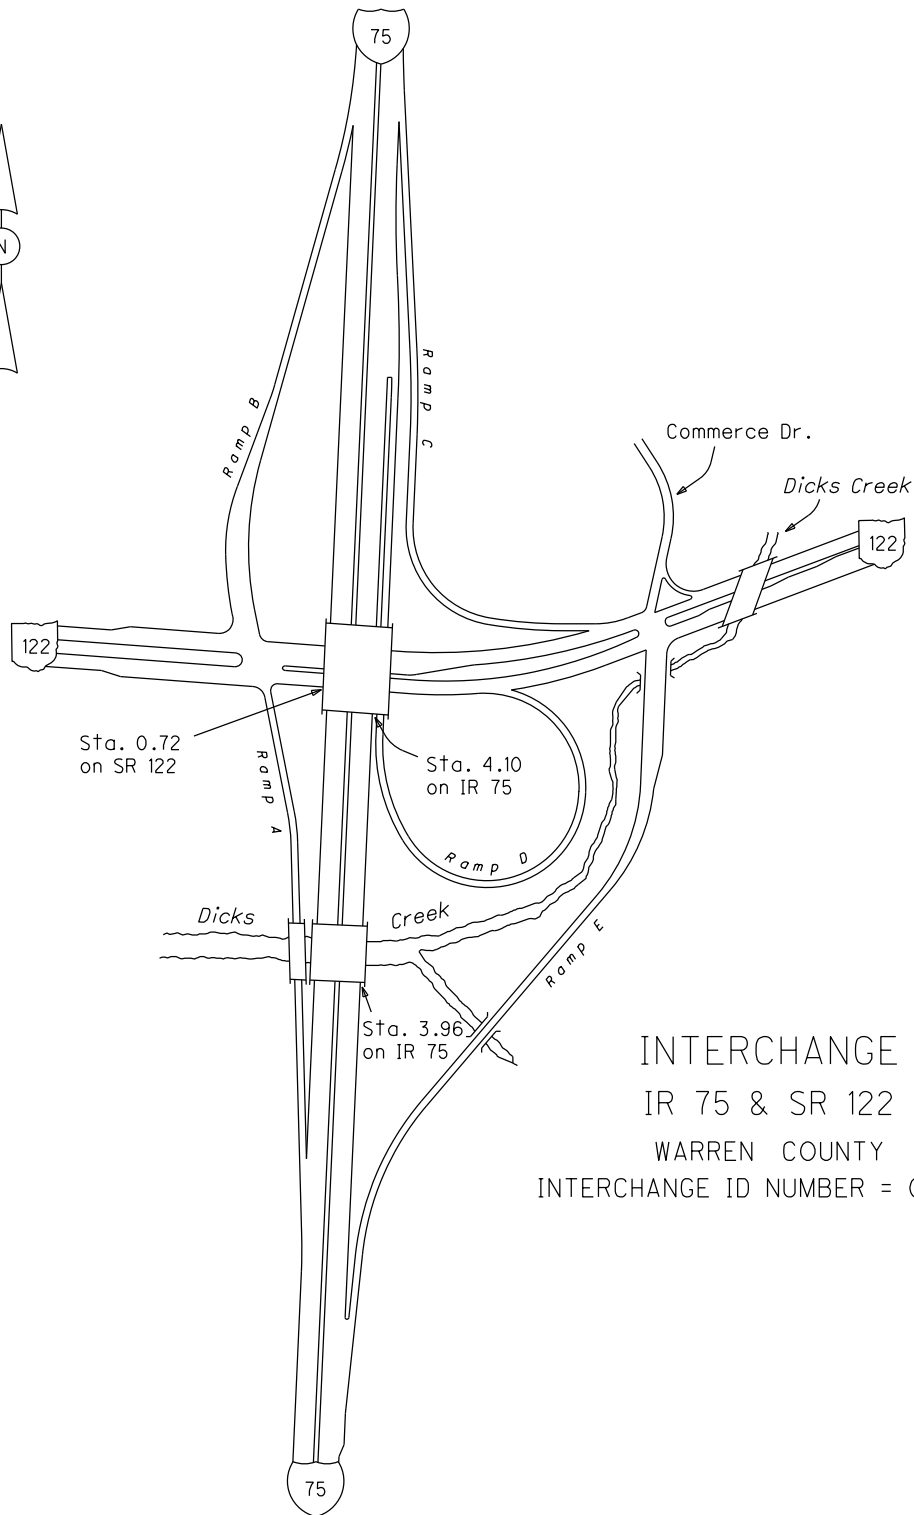 75
N
Ramp B
Ramp C
Commerce Dr.
Dicks Creek
122
122
Sta. 0.72
on SR 122
Sta. 4.10
on IR 75
Ramp A
Ramp D
Dicks Creek
Ramp E
Sta. 3.96
on IR 75
INTERCHANGE
IR 75 & SR 122
WARREN COUNTY
INTERCHANGE ID NUMBER =
75